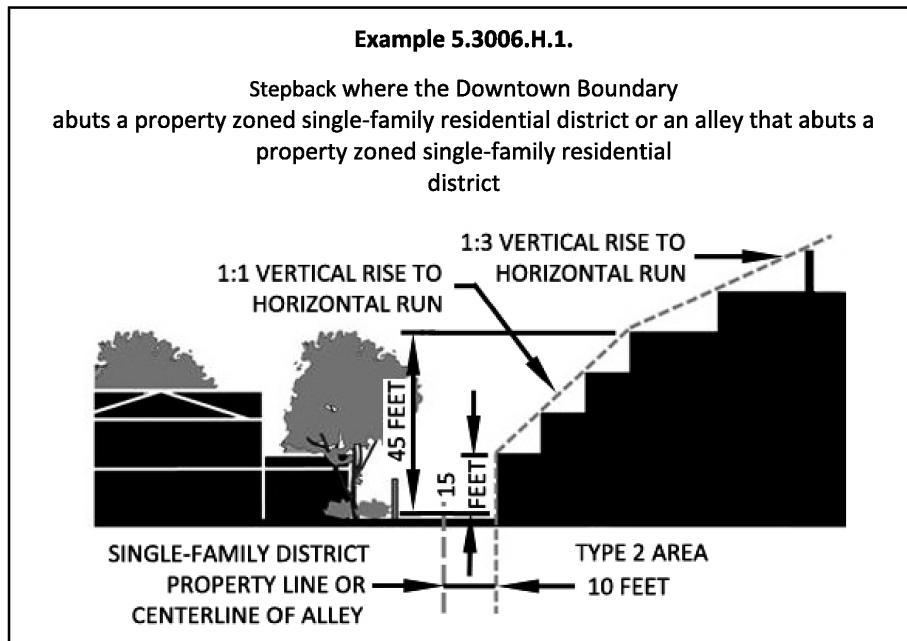 Example 5.3006.H.1.
Stepback where the Downtown Boundary
abuts a property zoned single-family residential district or an alley that abuts a
property zoned single-family residential
district
1:3 VERTICAL RISE TO
HORIZONTAL RUN
1:1 VERTICAL RISE TO
HORIZONTAL RUN
45 FEET
15
FEET
SINGLE-FAMILY DISTRICT
PROPERTY LINE OR
CENTERLINE OF ALLEY
TYPE 2 AREA
10 FEET